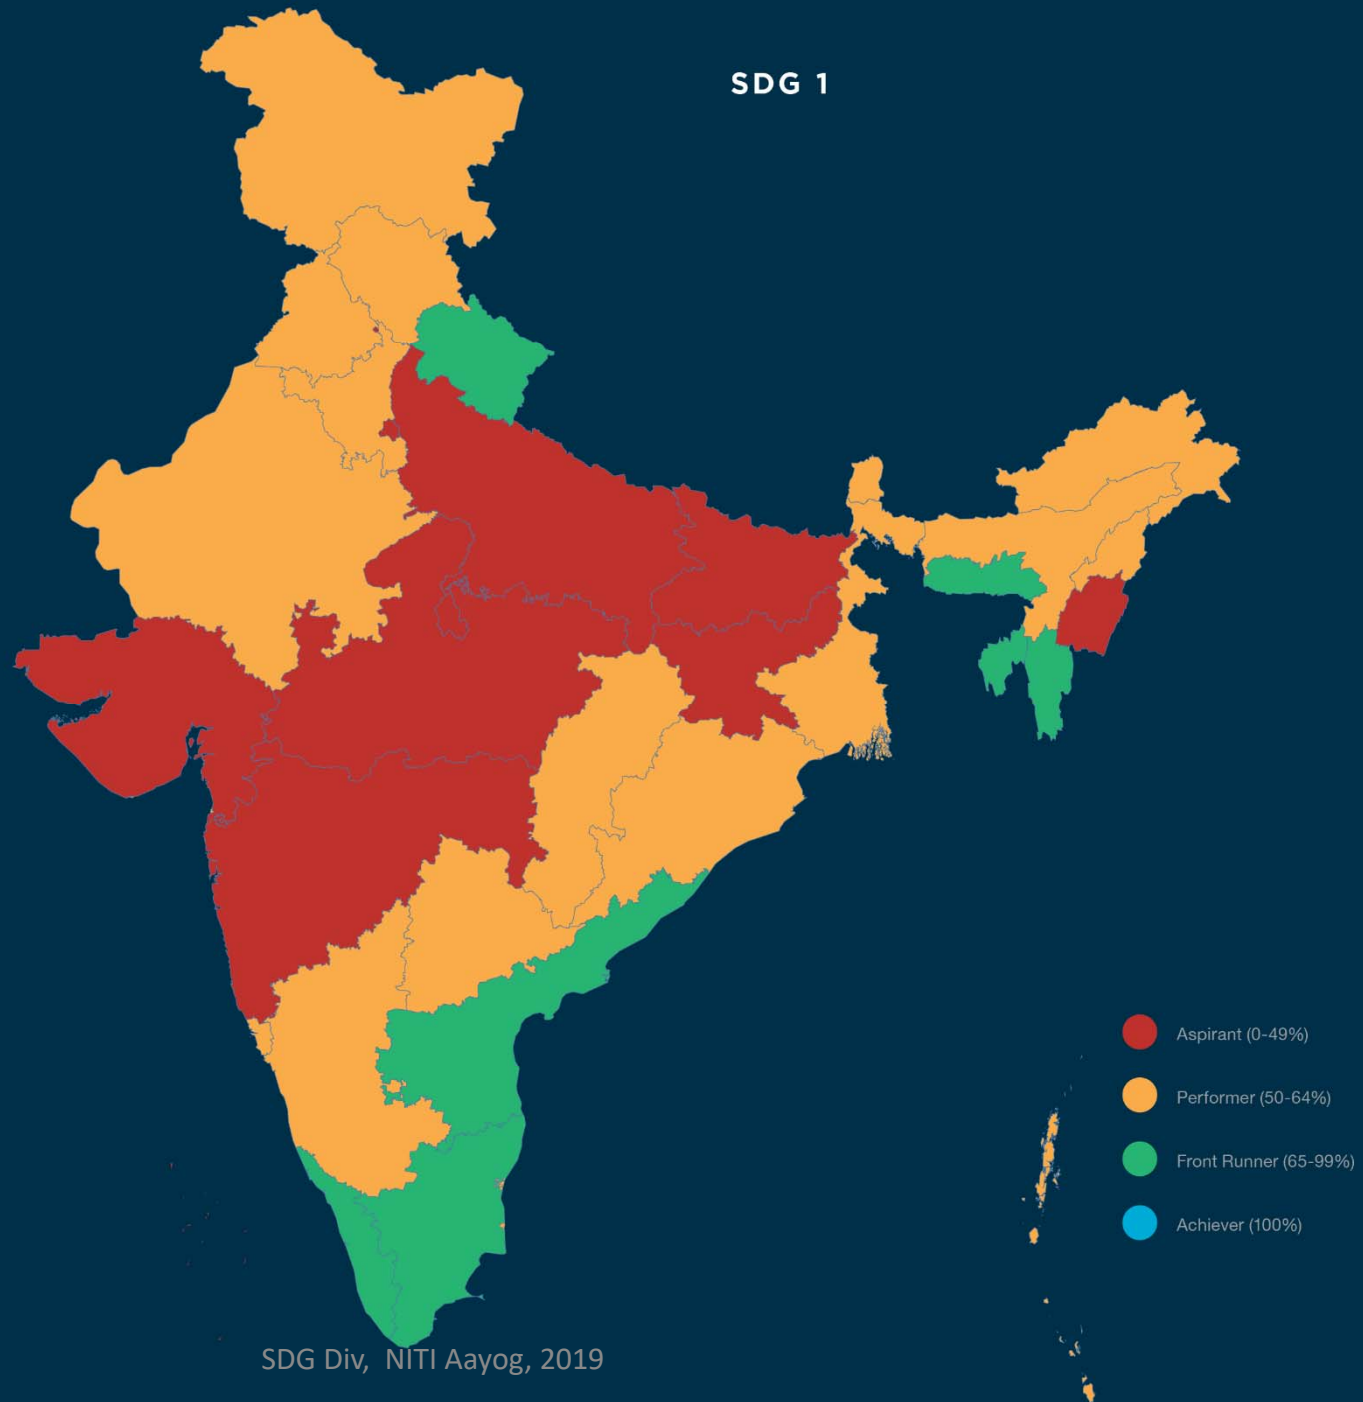 SDG 1
Aspirant (0-49%)
Performer (50-64%)
Front Runner (65-99%)
Achiever (100%)
SDG Div, NITI Aayog, 2019